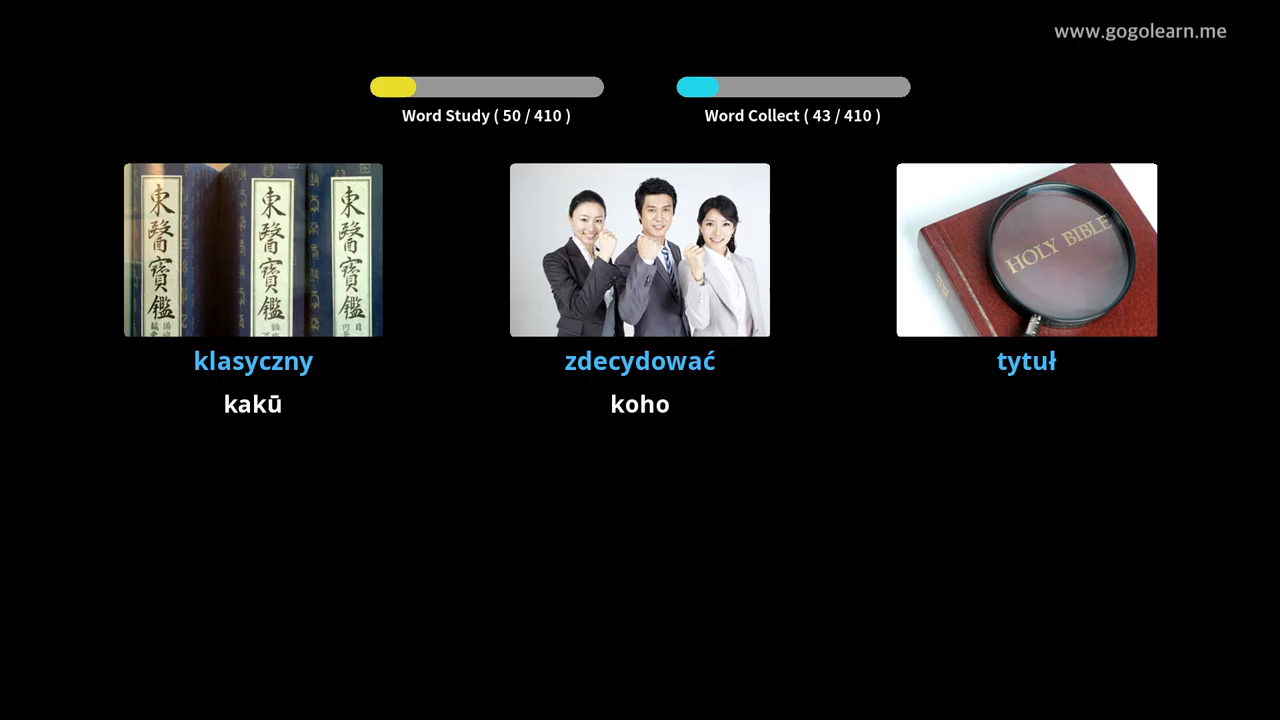 www.gogolearn.me
Word Study ( 50 / 410 )
Word Collect ( 43 / 410 )
東醫寶鑑
東醫寶鑑
東醫寶鑑
HOLY BIBLE
klasyczny
zdecydować
tytuł
kakū
koho